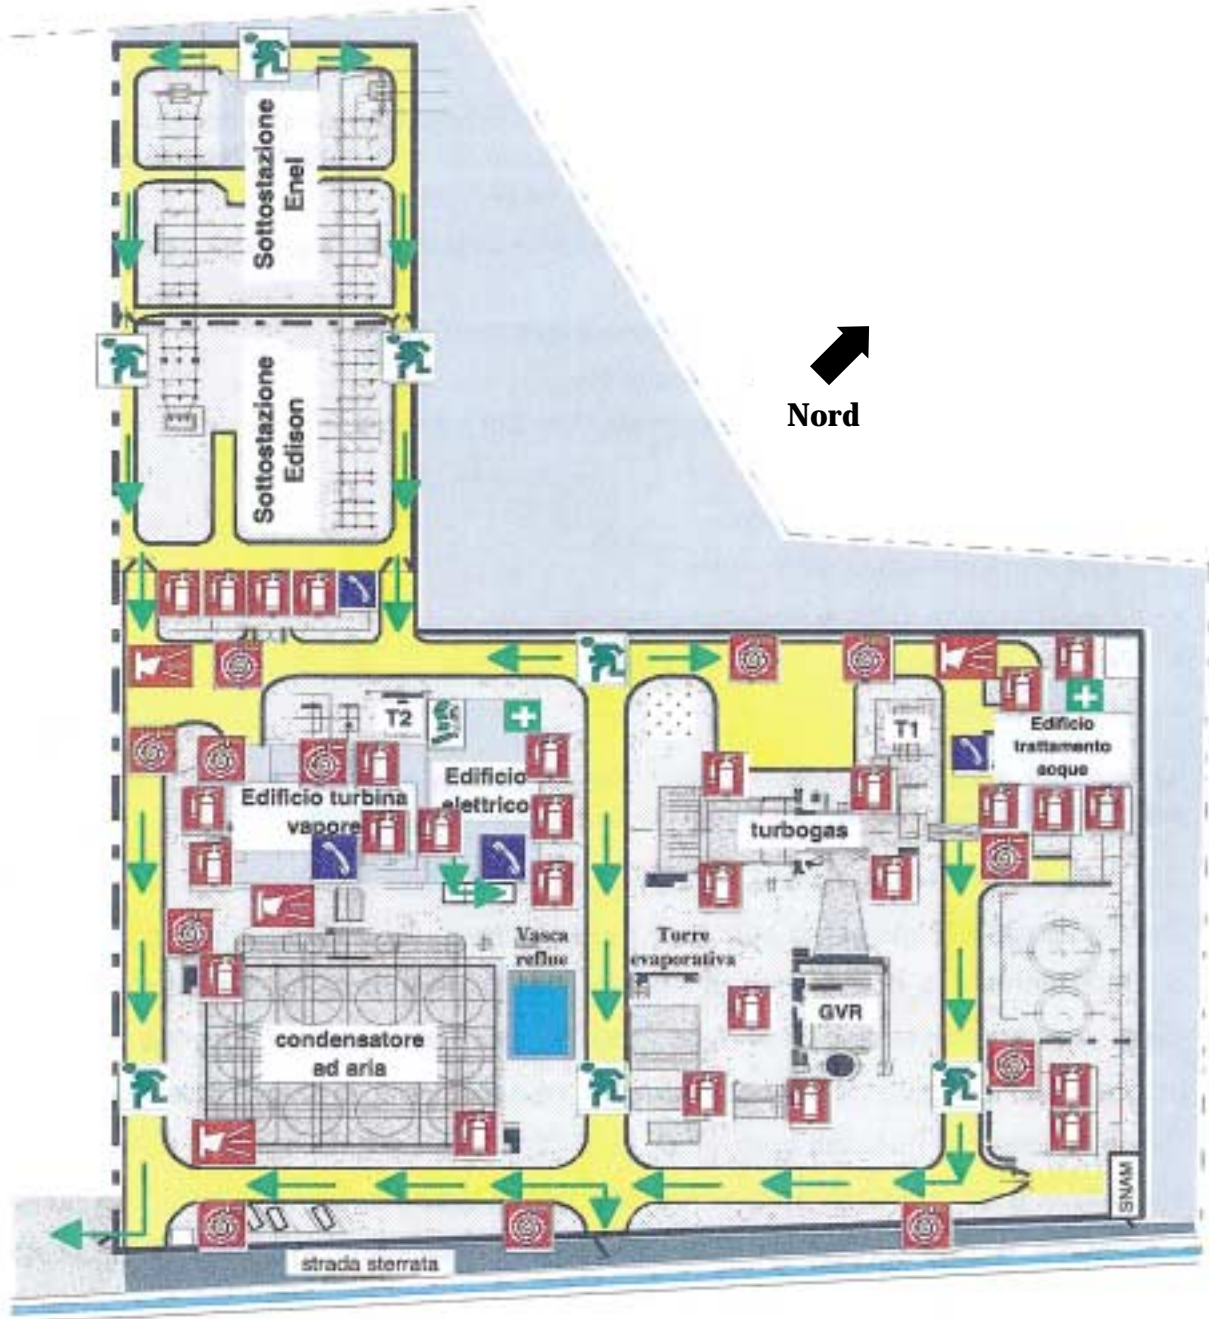 Sottostazione
Enel
Sottostazione
Edison
Nord
T2
T1
Edificio
trattamento
acque
Edificio
elettrico
Edificio turbina
vapore
turbogas
Vasca
reflue
Torre
evaporativa
GVR
condensatore
ad aria
SNAM
strada sterrata